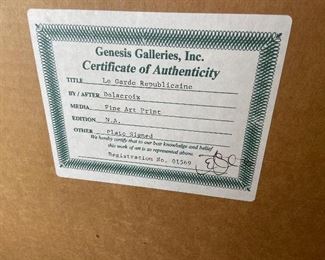 Genesis Galleries, Inc.
Certificate of Authenticity
TITLE Le Garde Republicaine
BY/AFTER Delacroix
MEDIA Fine Art Print
EDITION N.A.
OTHER Plate Signed
We hereby certify that to our best knowledge and belief
this work of art is as represented above.
Registration No. 01569